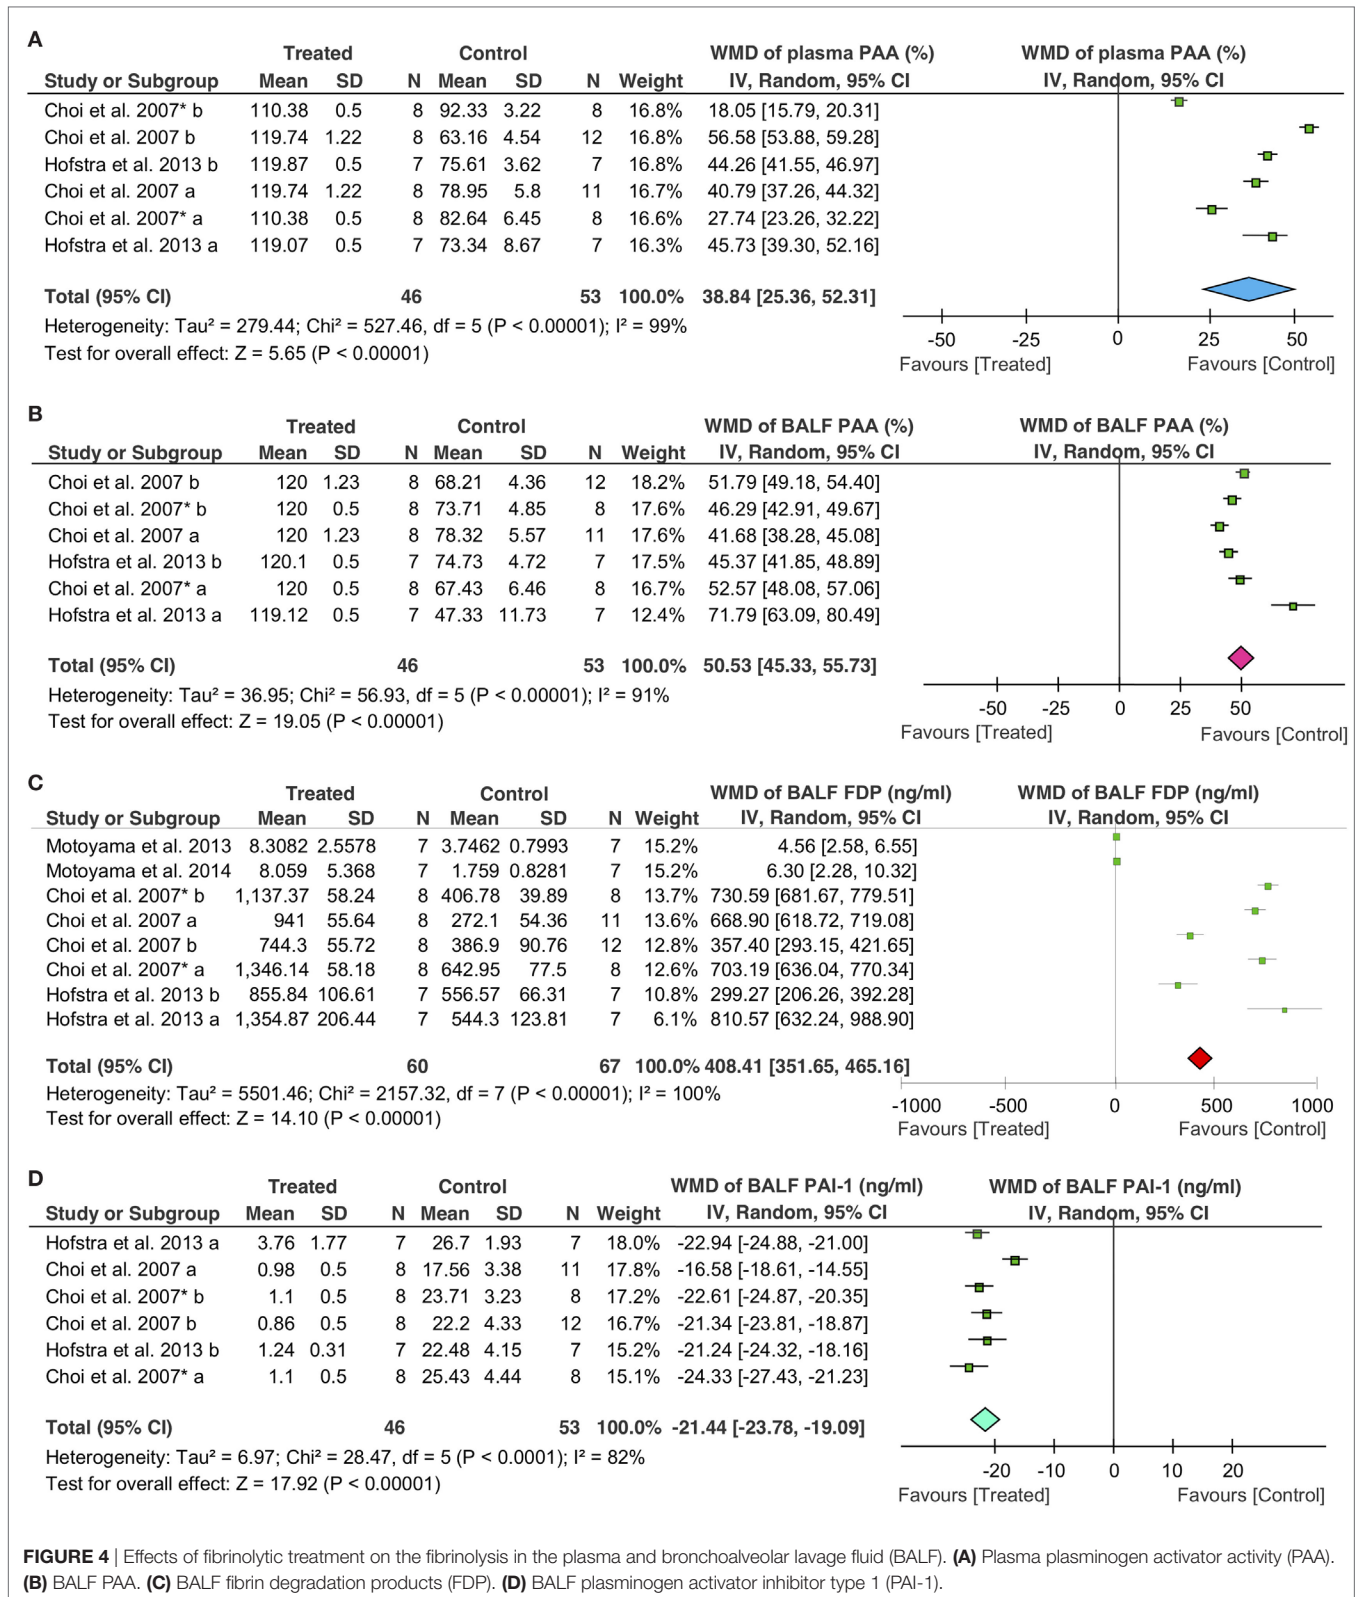 A
Treated Control WMD of plasma PAA (%) WMD of plasma PAA (%)
Study or Subgroup Mean SD N Mean SD N Weight IV, Random, 95% CI IV, Random, 95% CI
Choi et al. 2007* b 110.38 0.5 8 92.33 3.22 8 16.8% 18.05 [15.79, 20.31]
Choi et al. 2007 b 119.74 1.22 8 63.16 4.54 12 16.8% 56.58 [53.88, 59.28]
Hofstra et al. 2013 b 119.87 0.5 7 75.61 3.62 7 16.8% 44.26 [41.55, 46.97]
Choi et al. 2007 a 119.74 1.22 8 78.95 5.8 11 16.7% 40.79 [37.26, 44.32]
Choi et al. 2007* a 110.38 0.5 8 82.64 6.45 8 16.6% 27.74 [23.26, 32.22]
Hofstra et al. 2013 a 119.07 0.5 7 73.34 8.67 7 16.3% 45.73 [39.30, 52.16]
Total (95% CI) 46 53 100.0% 38.84 [25.36, 52.31]
Heterogeneity: Tau² = 279.44; Chi² = 527.46, df = 5 (P < 0.00001); I² = 99%
Test for overall effect: Z = 5.65 (P < 0.00001)
-50 -25 0 25 50
Favours [Treated] Favours [Control]
B
Treated Control WMD of BALF PAA (%) WMD of BALF PAA (%)
Study or Subgroup Mean SD N Mean SD N Weight IV, Random, 95% CI IV, Random, 95% CI
Choi et al. 2007 b 120 1.23 8 68.21 4.36 12 18.2% 51.79 [49.18, 54.40]
Choi et al. 2007* b 120 0.5 8 73.71 4.85 8 17.6% 46.29 [42.91, 49.67]
Choi et al. 2007 a 120 1.23 8 78.32 5.57 11 17.6% 41.68 [38.28, 45.08]
Hofstra et al. 2013 b 120.1 0.5 7 74.73 4.72 7 17.5% 45.37 [41.85, 48.89]
Choi et al. 2007* a 120 0.5 8 67.43 6.46 8 16.7% 52.57 [48.08, 57.06]
Hofstra et al. 2013 a 119.12 0.5 7 47.33 11.73 7 12.4% 71.79 [63.09, 80.49]
Total (95% CI) 46 53 100.0% 50.53 [45.33, 55.73]
Heterogeneity: Tau² = 36.95; Chi² = 56.93, df = 5 (P < 0.00001); I² = 91%
Test for overall effect: Z = 19.05 (P < 0.00001)
-50 -25 0 25 50
Favours [Treated] Favours [Control]
C
Treated Control WMD of BALF FDP (ng/ml) WMD of BALF FDP (ng/ml)
Study or Subgroup Mean SD N Mean SD N Weight IV, Random, 95% CI IV, Random, 95% CI
Motoyama et al. 2013 8.3082 2.5578 7 3.7462 0.7993 7 15.2% 4.56 [2.58, 6.55]
Motoyama et al. 2014 8.059 5.368 7 1.759 0.8281 7 15.2% 6.30 [2.28, 10.32]
Choi et al. 2007* b 1,137.37 58.24 8 406.78 39.89 8 13.7% 730.59 [681.67, 779.51]
Choi et al. 2007 a 941 55.64 8 272.1 54.36 11 13.6% 668.90 [618.72, 719.08]
Choi et al. 2007 b 744.3 55.72 8 386.9 90.76 12 12.8% 357.40 [293.15, 421.65]
Choi et al. 2007* a 1,346.14 58.18 8 642.95 77.5 8 12.6% 703.19 [636.04, 770.34]
Hofstra et al. 2013 b 855.84 106.61 7 556.57 66.31 7 10.8% 299.27 [206.26, 392.28]
Hofstra et al. 2013 a 1,354.87 206.44 7 544.3 123.81 7 6.1% 810.57 [632.24, 988.90]
Total (95% CI) 60 67 100.0% 408.41 [351.65, 465.16]
Heterogeneity: Tau² = 5501.46; Chi² = 2157.32, df = 7 (P < 0.00001); I² = 100%
Test for overall effect: Z = 14.10 (P < 0.00001)
-1000 -500 0 500 1000
Favours [Treated] Favours [Control]
D
Treated Control WMD of BALF PAI-1 (ng/ml) WMD of BALF PAI-1 (ng/ml)
Study or Subgroup Mean SD N Mean SD N Weight IV, Random, 95% CI IV, Random, 95% CI
Hofstra et al. 2013 a 3.76 1.77 7 26.7 1.93 7 18.0% -22.94 [-24.88, -21.00]
Choi et al. 2007 a 0.98 0.5 8 17.56 3.38 11 17.8% -16.58 [-18.61, -14.55]
Choi et al. 2007* b 1.1 0.5 8 23.71 3.23 8 17.2% -22.61 [-24.87, -20.35]
Choi et al. 2007 b 0.86 0.5 8 22.2 4.33 12 16.7% -21.34 [-23.81, -18.87]
Hofstra et al. 2013 b 1.24 0.31 7 22.48 4.15 7 15.2% -21.24 [-24.32, -18.16]
Choi et al. 2007* a 1.1 0.5 8 25.43 4.44 8 15.1% -24.33 [-27.43, -21.23]
Total (95% CI) 46 53 100.0% -21.44 [-23.78, -19.09]
Heterogeneity: Tau² = 6.97; Chi² = 28.47, df = 5 (P < 0.0001); I² = 82%
Test for overall effect: Z = 17.92 (P < 0.00001)
-20 -10 0 10 20
Favours [Treated] Favours [Control]
FIGURE 4 | Effects of fibrinolytic treatment on the fibrinolysis in the plasma and bronchoalveolar lavage fluid (BALF). (A) Plasma plasminogen activator activity (PAA).
(B) BALF PAA. (C) BALF fibrin degradation products (FDP). (D) BALF plasminogen activator inhibitor type 1 (PAI-1).